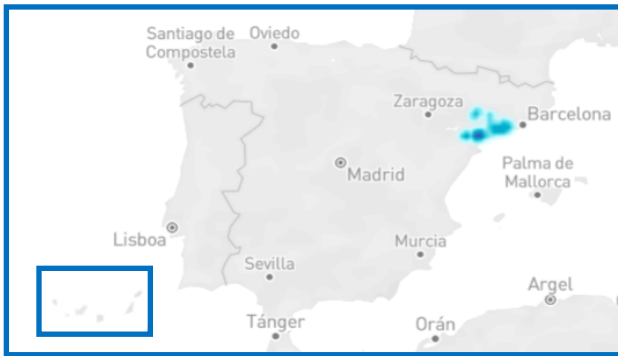 Santiago de
Compostela
Oviedo
Zaragoza
Barcelona
Madrid
Palma de
Mallorca
Lisboa
Murcia
Sevilla
Argel
Tánger
Orán